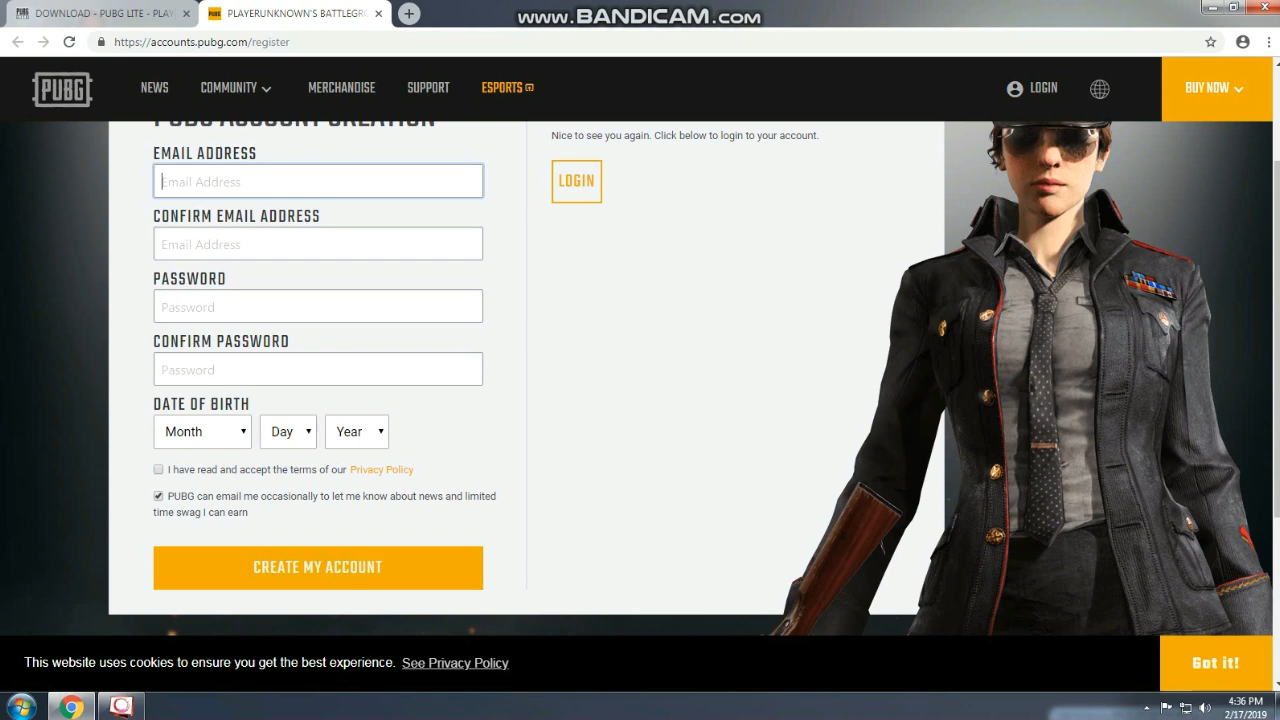 DOWNLOAD - PUBG LITE - PLAY
PLAYERUNKNOWN'S BATTLEGRO
www.BANDICAM.com
https://accounts.pubg.com/register
PUBG
NEWS
COMMUNITY
MERCHANDISE
SUPPORT
ESPORTS
LOGIN
BUY NOW
PUBG ACCOUNT CREATION
EMAIL ADDRESS
Email Address
CONFIRM EMAIL ADDRESS
Email Address
PASSWORD
Password
CONFIRM PASSWORD
Password
DATE OF BIRTH
Month
Day
Year
I have read and accept the terms of our Privacy Policy
PUBG can email me occasionally to let me know about news and limited
time swag I can earn
CREATE MY ACCOUNT
Nice to see you again. Click below to login to your account.
LOGIN
This website uses cookies to ensure you get the best experience. See Privacy Policy
Got it!
4:36 PM
2/17/2019